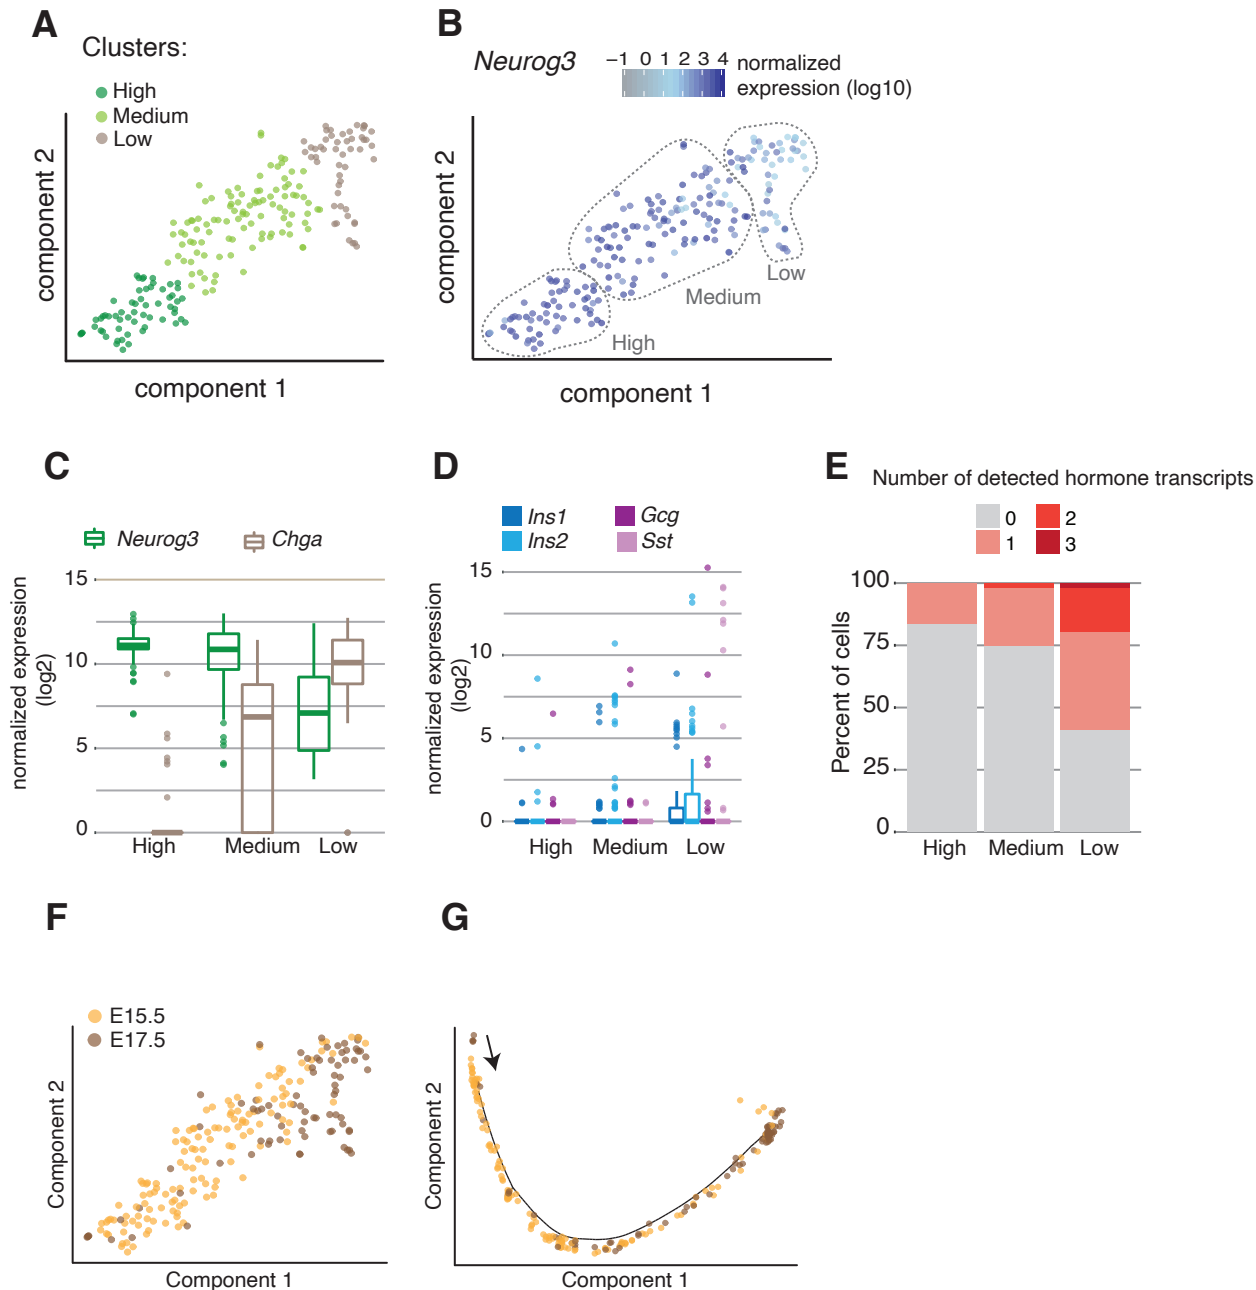 A
Clusters:
High
Medium
Low
component 2
component 1
B
Neurog3
−1 0 1 2 3 4
normalized
expression (log10)
component 2
Low
Medium
High
component 1
C
Neurog3
Chga
normalized expression
(log2)
15
10
5
0
High
Medium
Low
D
Ins1
Gcg
Ins2
Sst
normalized expression
(log2)
15
10
5
0
High
Medium
Low
E
Number of detected hormone transcripts
0
2
1
3
Percent of cells
100
75
50
25
0
High
Medium
Low
F
E15.5
E17.5
Component 2
Component 1
G
Component 2
Component 1